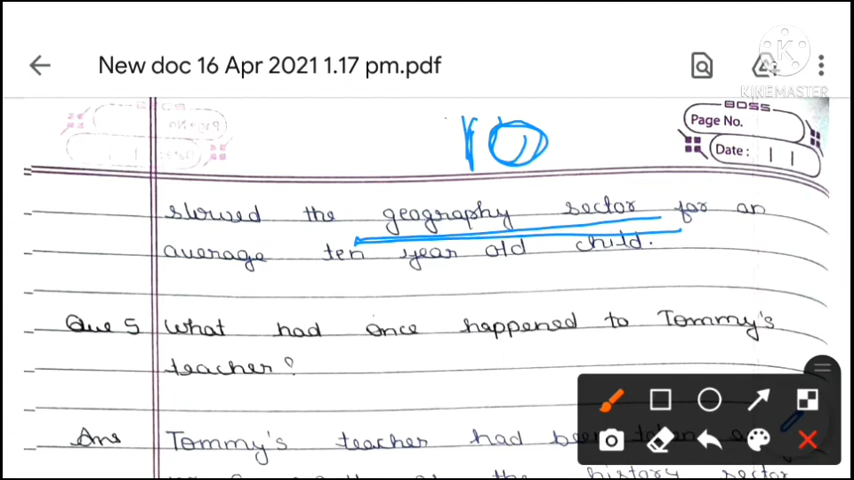 New doc 16 Apr 2021 1.17 pm.pdf
KINEMASTER
BOSS
Page No.
Date :
10
slowed the geography sector for an
average ten year old child.
Que 5 What had once happened to Tommy's
teacher?
Ans Tommy's teacher had been taken
the history sector